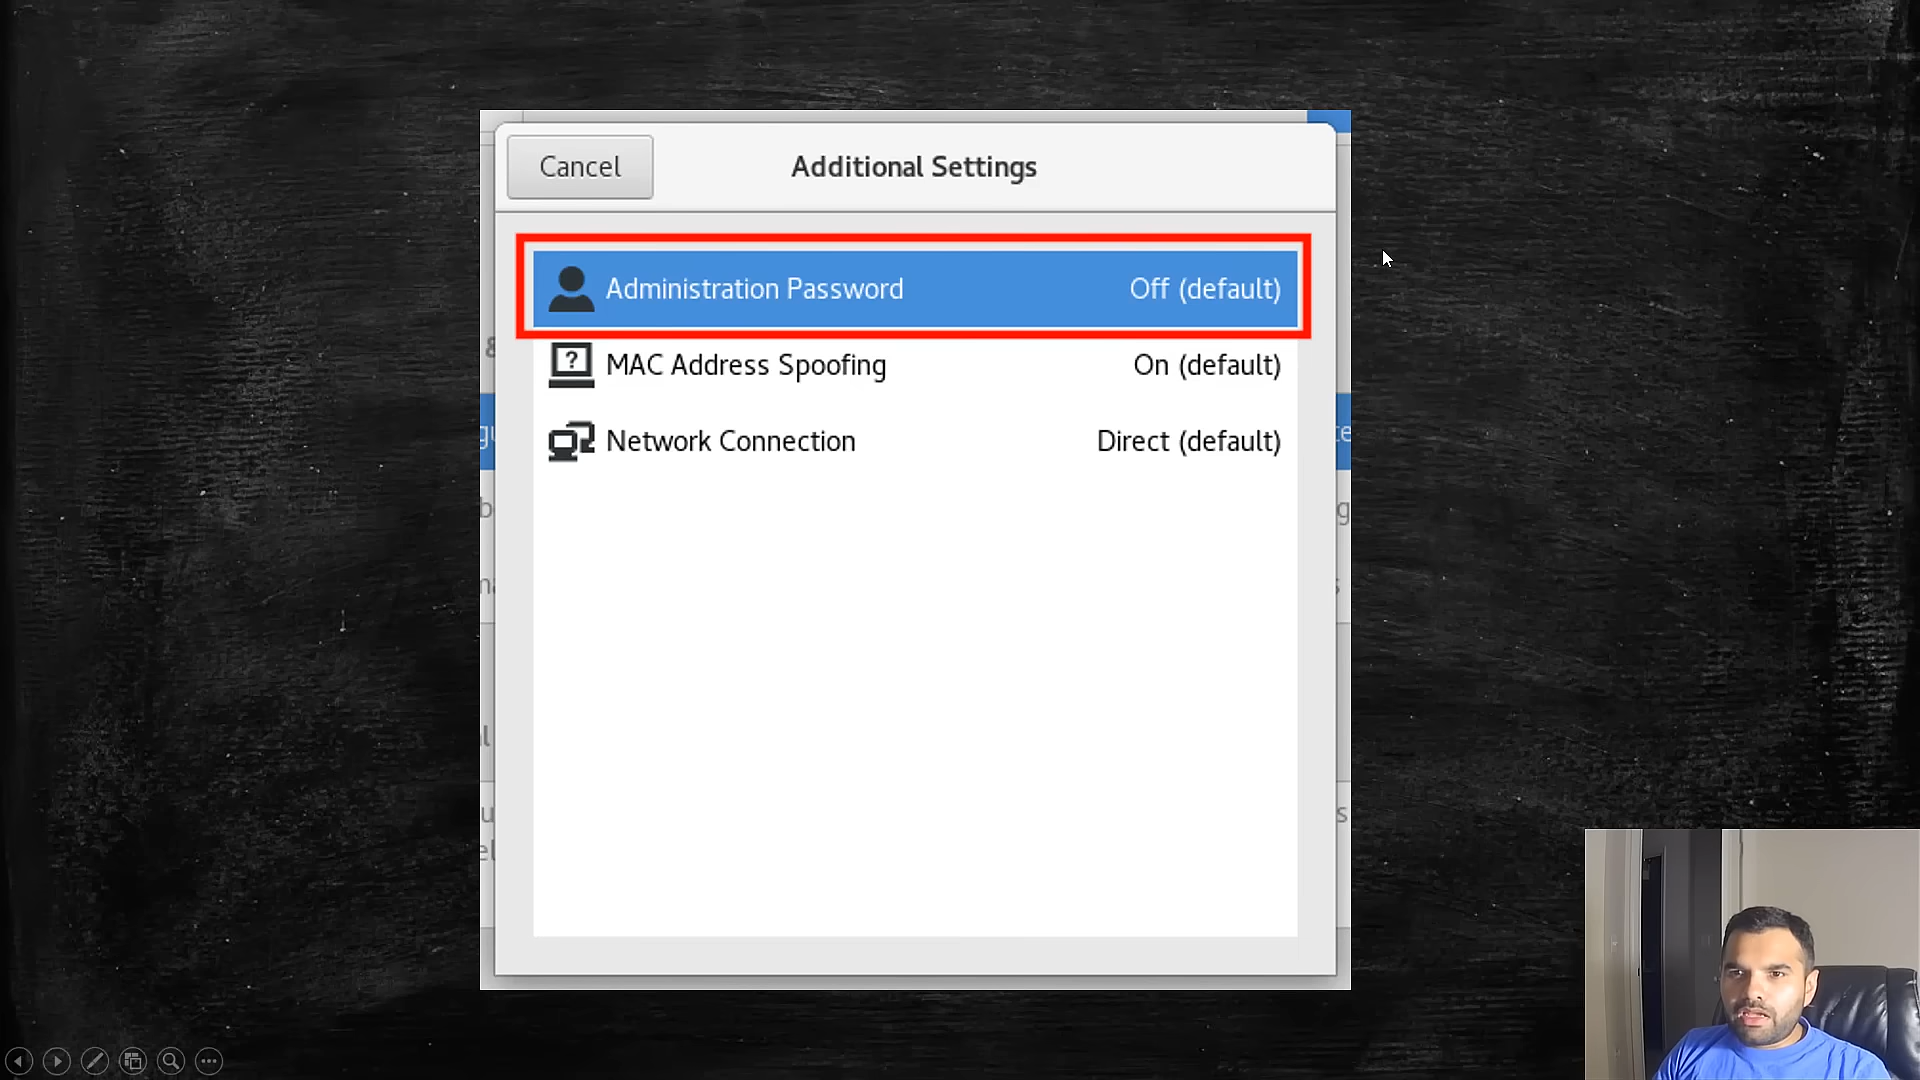 Cancel
Additional Settings
Administration Password Off (default)
MAC Address Spoofing On (default)
Network Connection Direct (default)